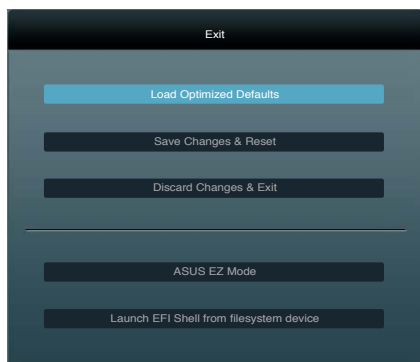 Exit
Load Optimized Defaults
Save Changes & Reset
Discard Changes & Exit
ASUS EZ Mode
Launch EFI Shell from filesystem device